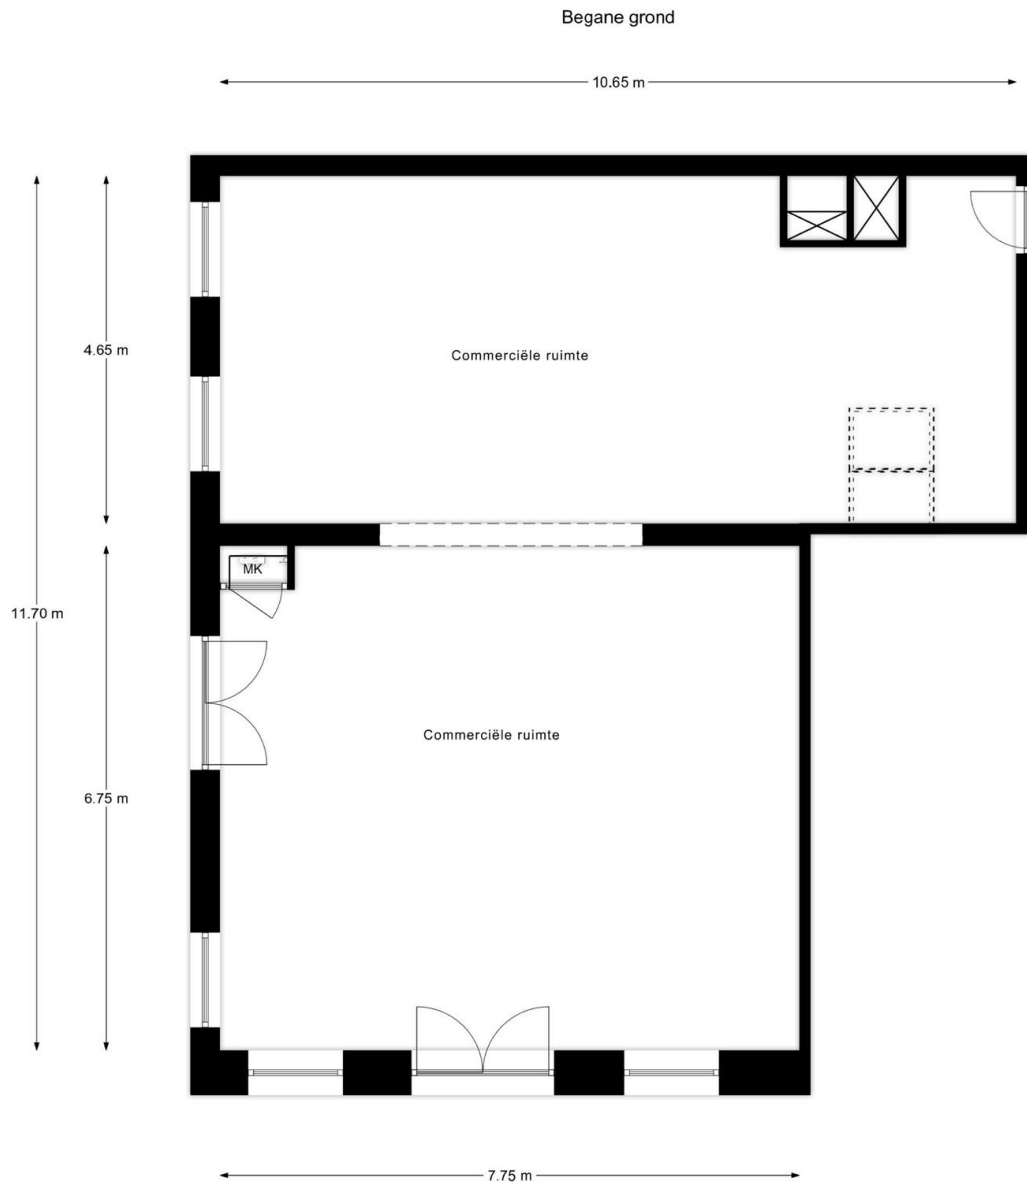 Begane grond
10.65 m
4.65 m
Commerciële ruimte
MK
11.70 m
Commerciële ruimte
6.75 m
7.75 m